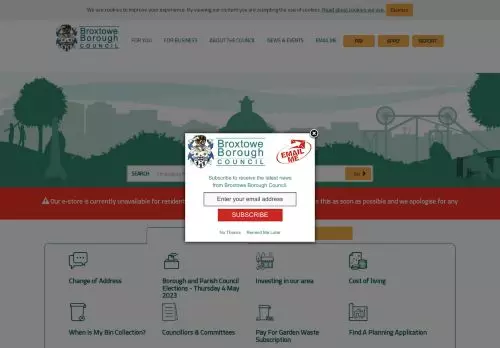 We use cookies to improve your experience. By viewing our content you are accepting the use of cookies. Read about cookies we use. Dismiss
Broxtowe
Borough
COUNCIL
FOR YOU FOR BUSINESS ABOUT THE COUNCIL NEWS & EVENTS EMAIL ME PAY APPLY REPORT
Broxtowe
Borough
COUNCIL
EMAIL
ME
Subscribe to receive the latest news
from Broxtowe Borough Council
Enter your email address
SUBSCRIBE
No Thanks Remind Me Later
SEARCH GO
Our e-store is currently unavailable for residents this as soon as possible and we apologise for any
Change of Address
Borough and Parish Council
Elections - Thursday 4 May
2023
Investing in our area
Cost of living
When Is My Bin Collection?
Councillors & Committees
Pay For Garden Waste
Subscription
Find A Planning Application